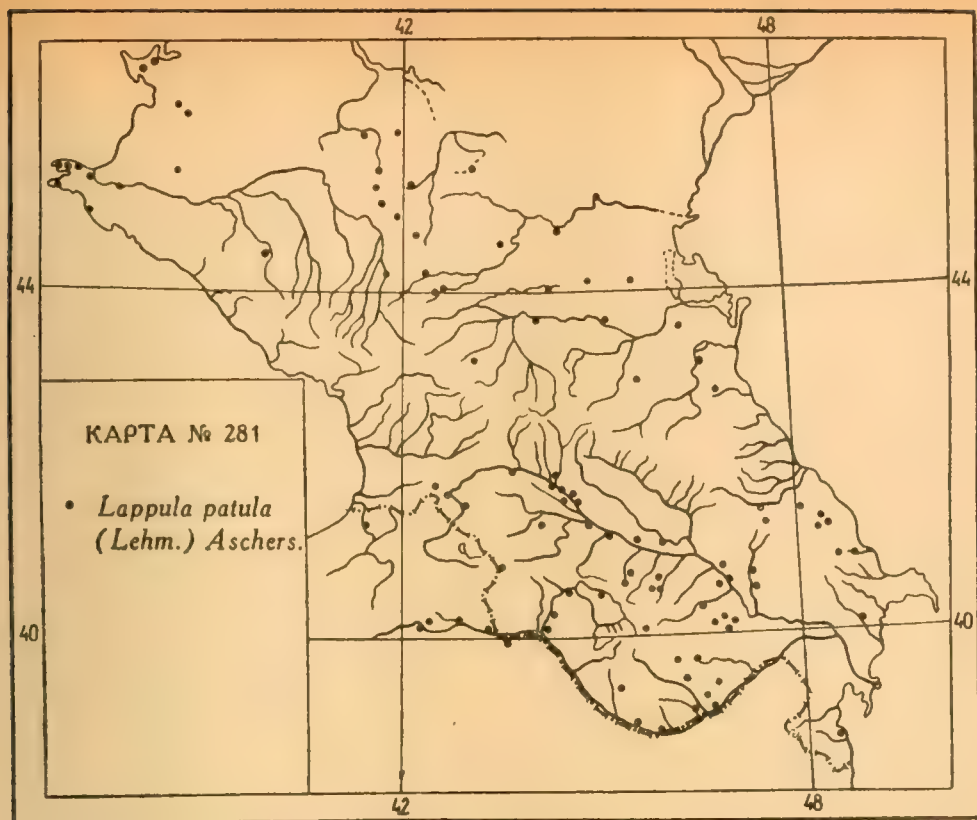 42 48
44 44
КАРТА № 281
• Lappula patula
(Lehm.) Aschers.
40 40
42 48